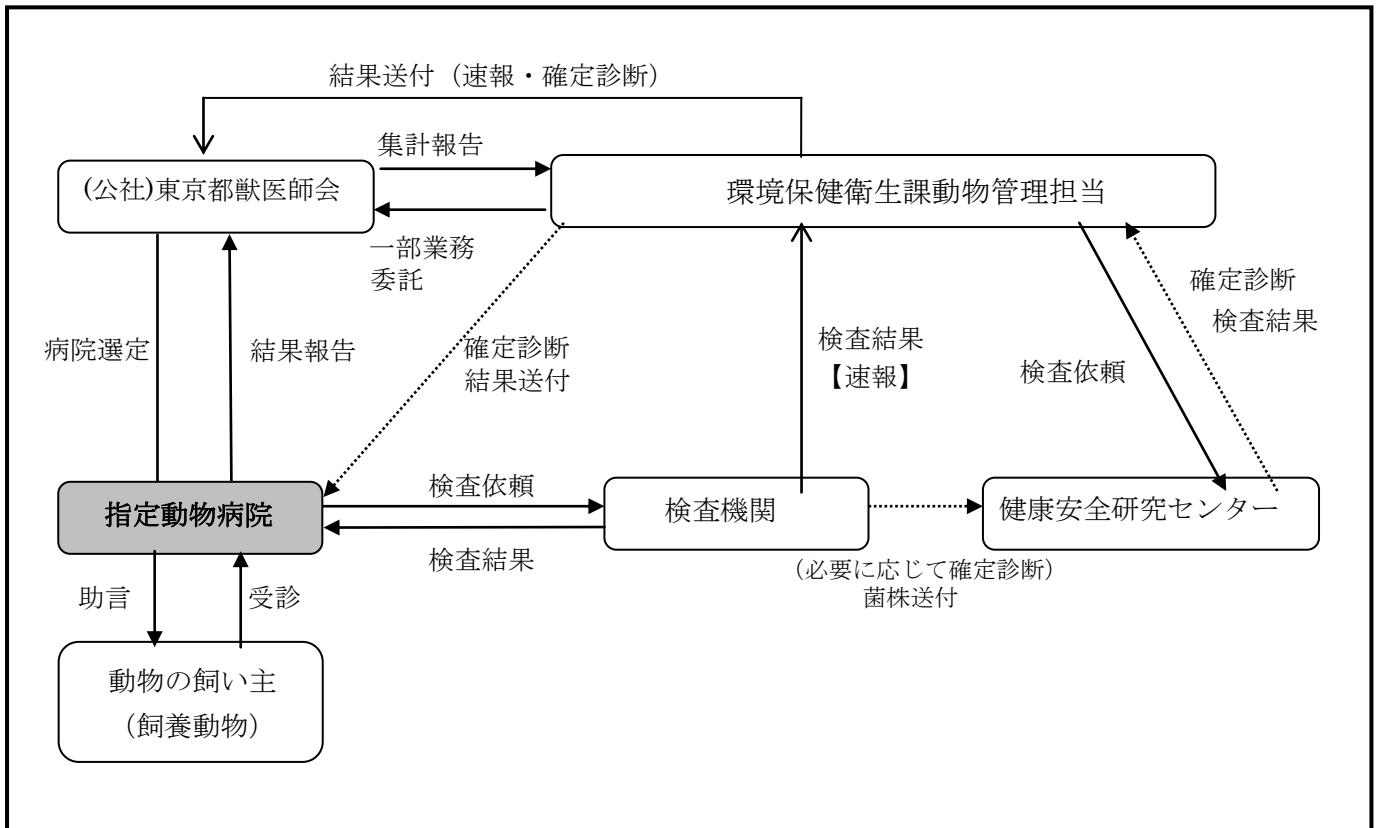 結果送付（速報・確定診断）
集計報告
(公社)東京都獣医師会
環境保健衛生課動物管理担当
一部業務
委託
確定診断
検査結果
病院選定
結果報告
確定診断
結果送付
検査結果
【速報】
検査依頼
指定動物病院
検査依頼
検査結果
検査機関
健康安全研究センター
（必要に応じて確定診断）
菌株送付
助言
受診
動物の飼い主
（飼養動物）